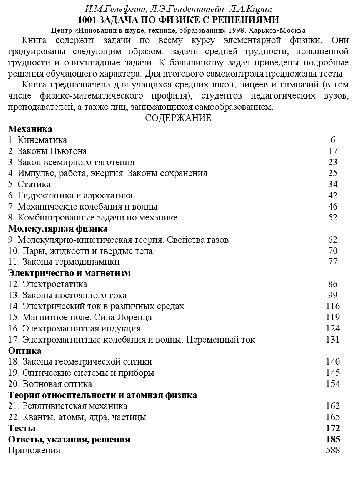 И.М.Гельфгат, Л.Э.Генденштейн, Л.А.Кирик
1001 ЗАДАЧА ПО ФИЗИКЕ С РЕШЕНИЯМИ
Центр «Инновации в науке, технике, образовании» 1998, Харьков-Москва
Книга содержит задачи по всему курсу элементарной физики. Они
градуированы следующим образом: задачи средней трудности, повышенной
трудности и олимпиадные задачи. К большинству задач приведены подробные
решения обучающего характера. Для итогового самоконтроля предложены тесты.
Книга предназначена для учащихся средних школ, лицеев и гимназий (в том
числе физико-математического профиля), студентов педагогических вузов,
преподавателей, а также лиц, занимающихся самообразованием.
СОДЕРЖАНИЕ
Механика
1. Кинематика 6
2. Законы Ньютона 17
3. Закон всемирного тяготения 23
4. Импульс, работа, энергия. Законы сохранения 25
5. Статика 34
6. Гидростатика и аэростатика 42
7. Механические колебания и волны 46
8. Комбинированные задачи по механике 52
Молекулярная физика
9. Молекулярно-кинетическая теория. Свойства газов 62
10. Пары, жидкости и твердые тела 70
11. Законы термодинамики 77
Электричество и магнетизм
12. Электростатика 86
13. Законы постоянного тока 99
14. Электрический ток в различных средах 116
15. Магнитное поле. Сила Лоренца 119
16. Электромагнитная индукция 124
17. Электромагнитные колебания и волны. Переменный ток 131
Оптика
18. Законы геометрической оптики 140
19. Оптические системы и приборы 145
20. Волновая оптика 154
Теория относительности и атомная физика
21. Релятивистская механика 162
22. Кванты, атомы, ядра, частицы 165
Тесты 172
Ответы, указания, решения 185
Приложения 588